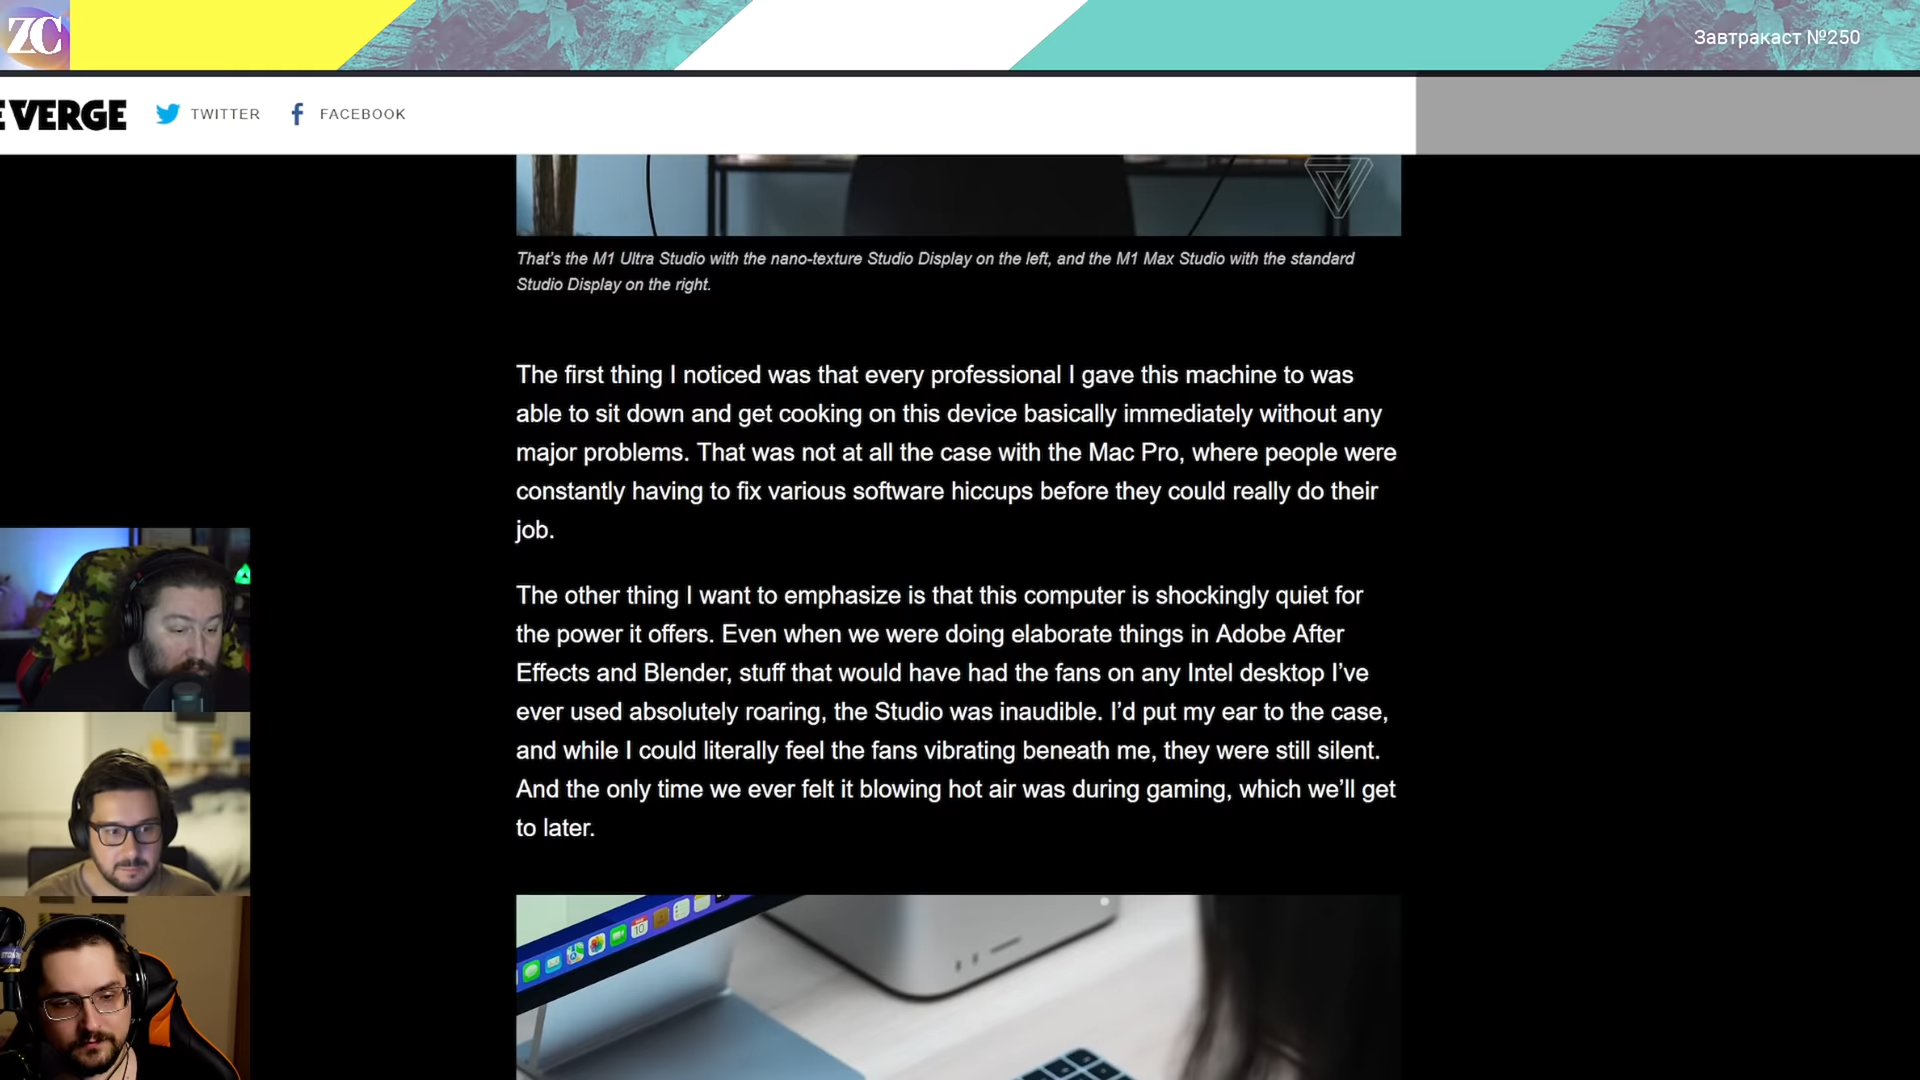 ZC
Завтракаст №250
E VERGE
TWITTER
FACEBOOK
That's the M1 Ultra Studio with the nano-texture Studio Display on the left, and the M1 Max Studio with the standard
Studio Display on the right.
The first thing I noticed was that every professional I gave this machine to was
able to sit down and get cooking on this device basically immediately without any
major problems. That was not at all the case with the Mac Pro, where people were
constantly having to fix various software hiccups before they could really do their
job.
The other thing I want to emphasize is that this computer is shockingly quiet for
the power it offers. Even when we were doing elaborate things in Adobe After
Effects and Blender, stuff that would have had the fans on any Intel desktop I’ve
ever used absolutely roaring, the Studio was inaudible. I’d put my ear to the case,
and while I could literally feel the fans vibrating beneath me, they were still silent.
And the only time we ever felt it blowing hot air was during gaming, which we’ll get
to later.
10